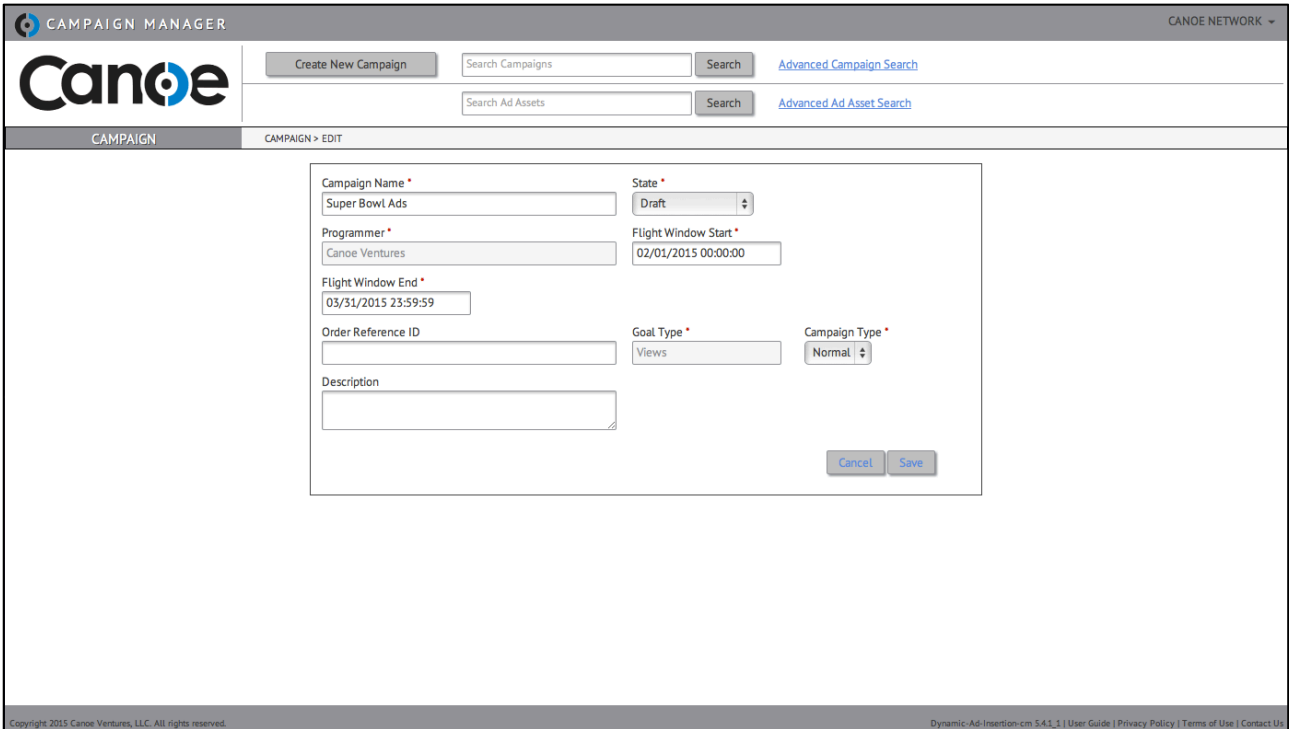 CAMPAIGN MANAGER
CANOE NETWORK
Canoe
Create New Campaign
Search Campaigns
Search
Advanced Campaign Search
Search Ad Assets
Search
Advanced Ad Asset Search
CAMPAIGN
CAMPAIGN > EDIT
Campaign Name *
State *
Super Bowl Ads
Draft
Programmer *
Flight Window Start *
Canoe Ventures
02/01/2015 00:00:00
Flight Window End *
03/31/2015 23:59:59
Order Reference ID
Goal Type *
Campaign Type *
Views
Normal
Description
Cancel
Save
Copyright 2015 Canoe Ventures, LLC. All rights reserved.
Dynamic-Ad-Insertion-cm 5.4.1_1 | User Guide | Privacy Policy | Terms of Use | Contact Us